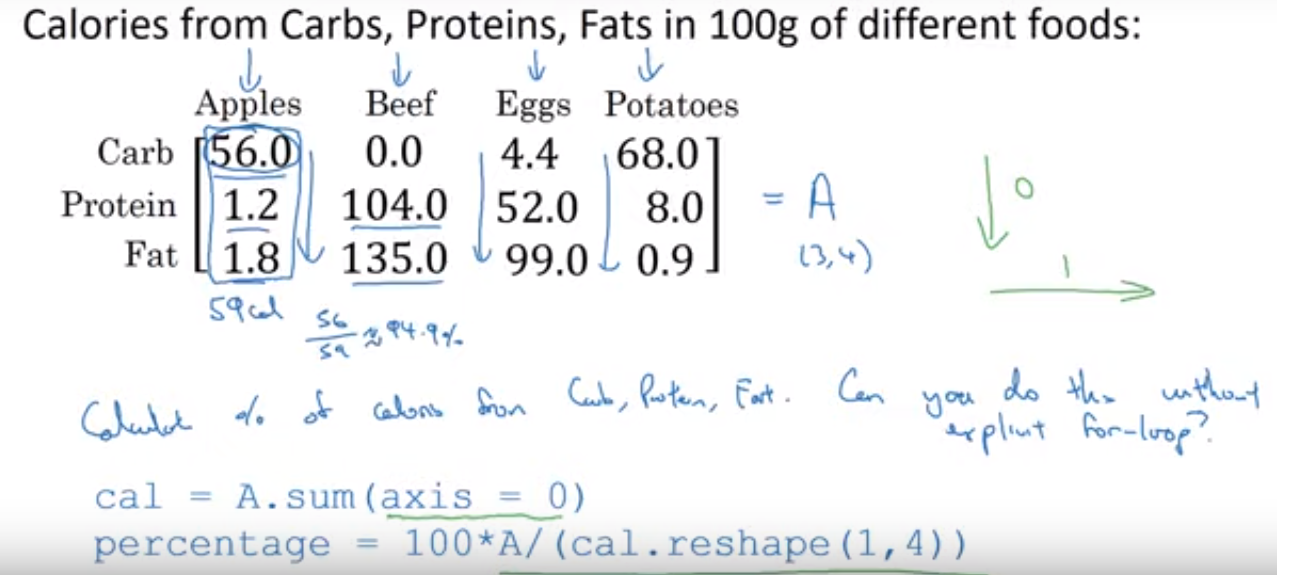 Calories from Carbs, Proteins, Fats in 100g of different foods:
Apples Beef Eggs Potatoes
Carb 56.0 0.0 4.4 68.0
Protein 1.2 104.0 52.0 8.0 = A
Fat 1.8 135.0 99.0 0.9 (3,4)
0
1
59cal
56/59 ≈ 94.9%
Calculate % of calories from Carb, Protein, Fat. Can you do this without
explicit for-loop?
cal = A.sum(axis = 0)
percentage = 100*A/(cal.reshape(1,4))